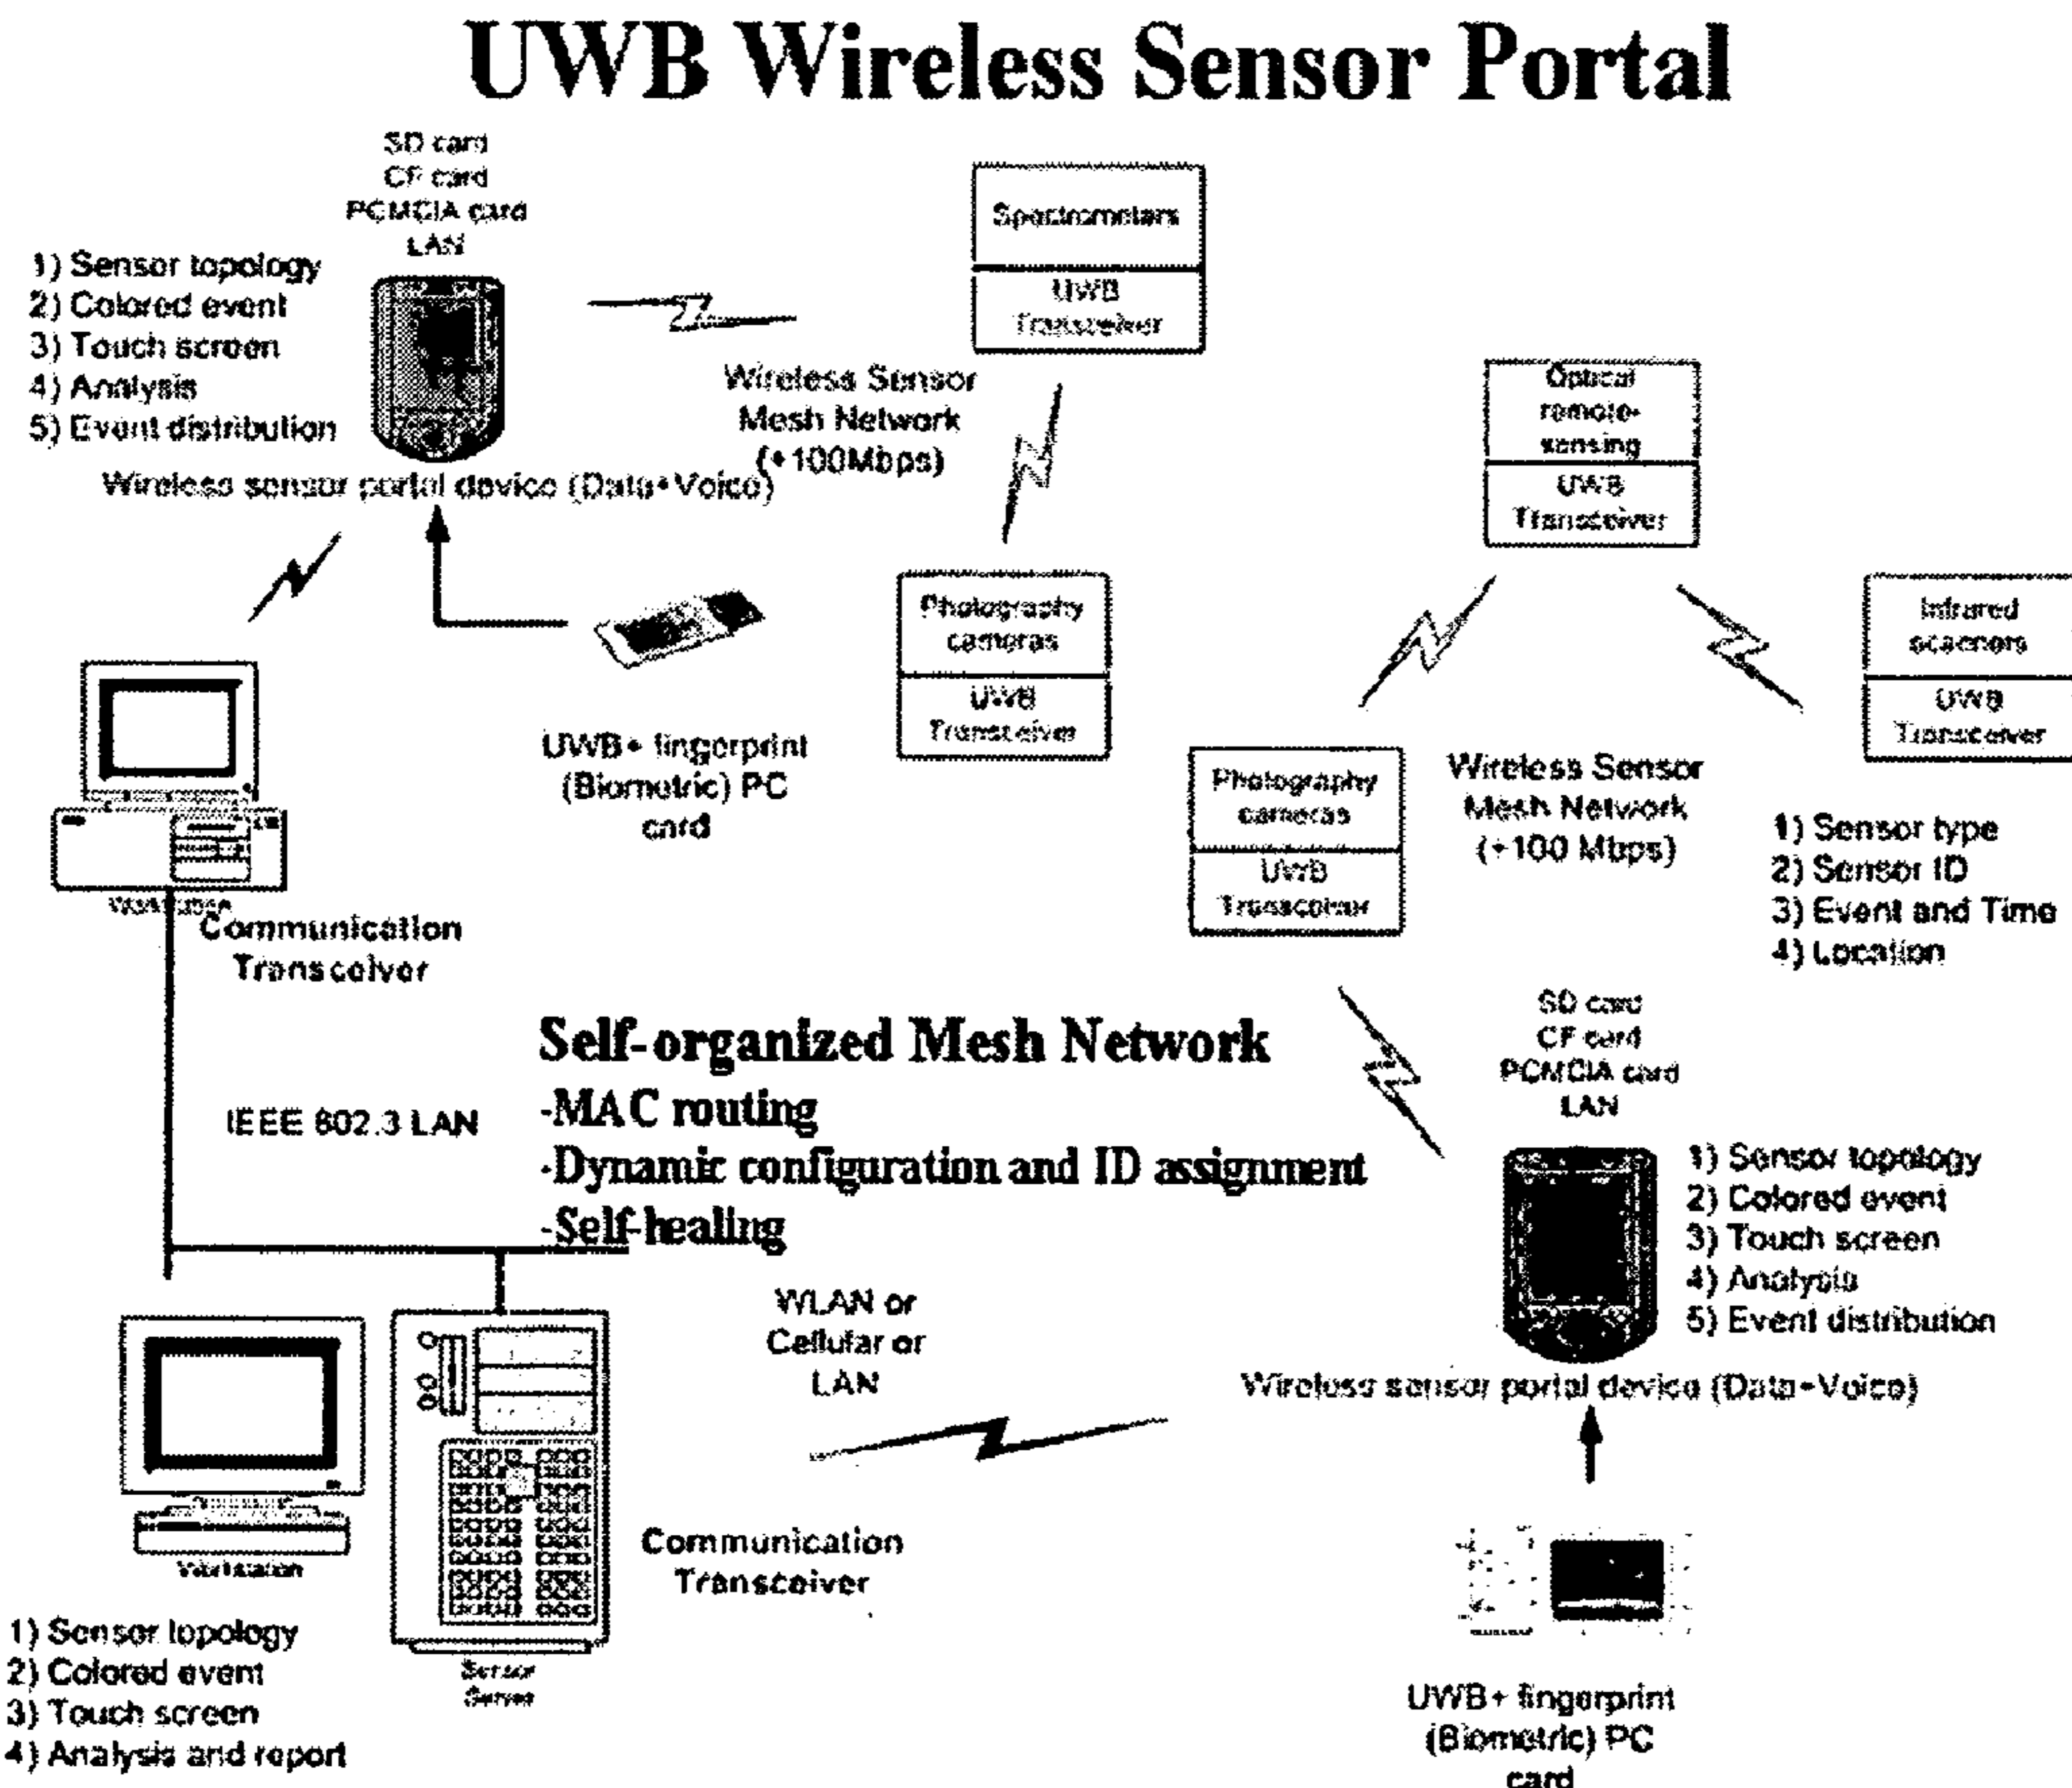 UWB Wireless Sensor Portal
SD card
CF card
PCMCIA card
LAN
1) Sensor topology
2) Colored event
3) Touch screen
4) Analysis
5) Event distribution
Wireless sensor portal device (Data+Voice)
Wireless Sensor
Mesh Network
(+100Mbps)
Spectrometers
UWB
Transceiver
Optical
remote-
sensing
UWB
Transceiver
Photography
cameras
UWB
Transceiver
Infrared
scanners
UWB
Transceiver
UWB+ fingerprint
(Biometric) PC
card
Photography
cameras
UWB
Transceiver
Wireless Sensor
Mesh Network
(+100 Mbps)
1) Sensor type
2) Sensor ID
3) Event and Time
4) Location
Workstation
Communication
Transceiver
Self-organized Mesh Network
-MAC routing
-Dynamic configuration and ID assignment
-Self-healing
IEEE 802.3 LAN
SD card
CF card
PCMCIA card
LAN
1) Sensor topology
2) Colored event
3) Touch screen
4) Analysis
5) Event distribution
Wireless sensor portal device (Data+Voice)
WLAN or
Cellular or
LAN
Communication
Transceiver
Workstation
Sensor
Server
1) Sensor topology
2) Colored event
3) Touch screen
4) Analysis and report
UWB+ fingerprint
(Biometric) PC
card